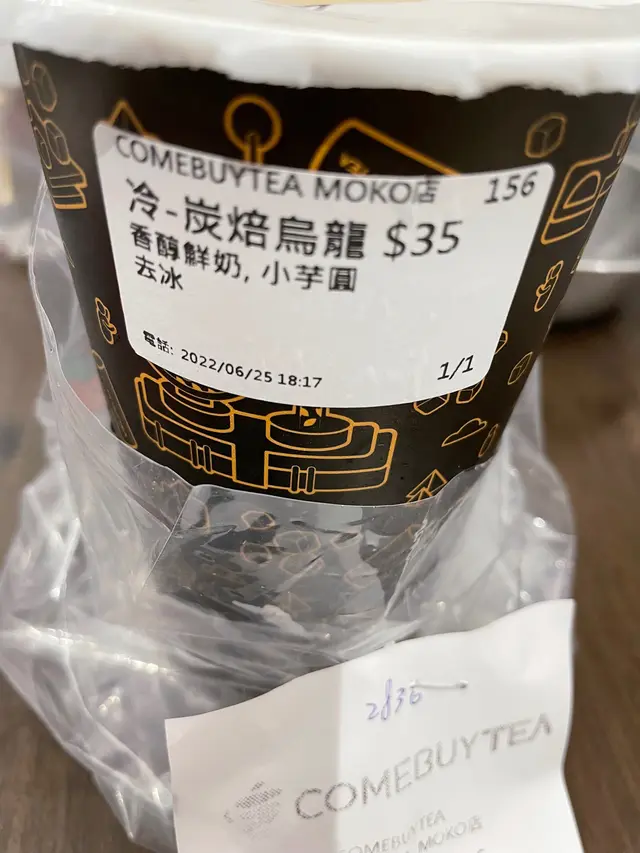 COMEBUYTEA MOKO店 156
冷-炭焙烏龍 $35
香醇鮮奶, 小芋圓
去冰
電話: 2022/06/25 18:17 1/1
COMEBUYTEA
COMEBUYTEA
MOKO店